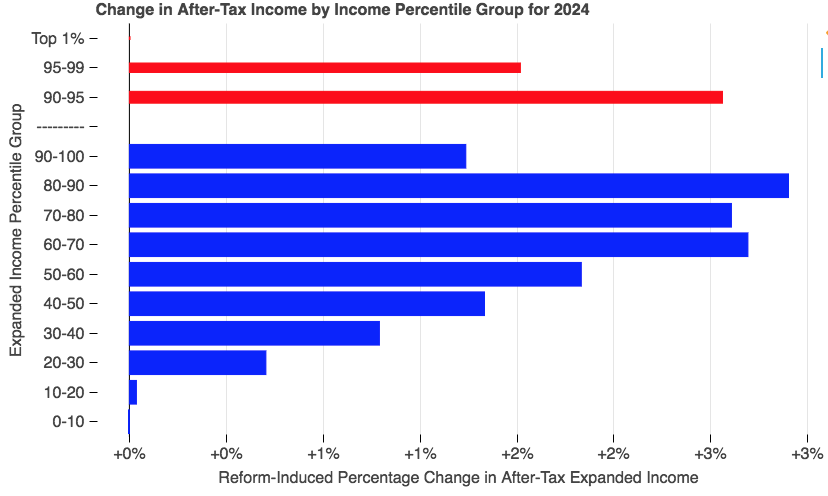 Change in After-Tax Income by Income Percentile Group for 2024
Expanded Income Percentile Group
Top 1%
95-99
90-95
---------
90-100
80-90
70-80
60-70
50-60
40-50
30-40
20-30
10-20
0-10
+0% +0% +1% +1% +2% +2% +3% +3%
Reform-Induced Percentage Change in After-Tax Expanded Income